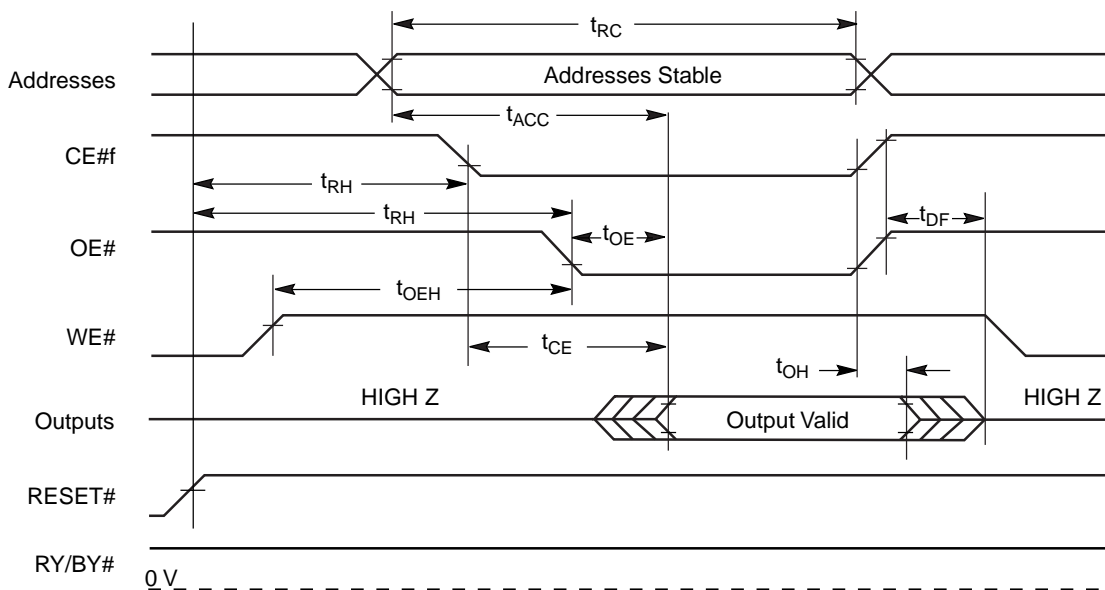 tRC
Addresses
Addresses Stable
tACC
CE#f
tRH
tRH
tDF
OE#
tOE
tOEH
WE#
tCE
tOH
HIGH Z
HIGH Z
Outputs
Output Valid
RESET#
RY/BY#
0 V